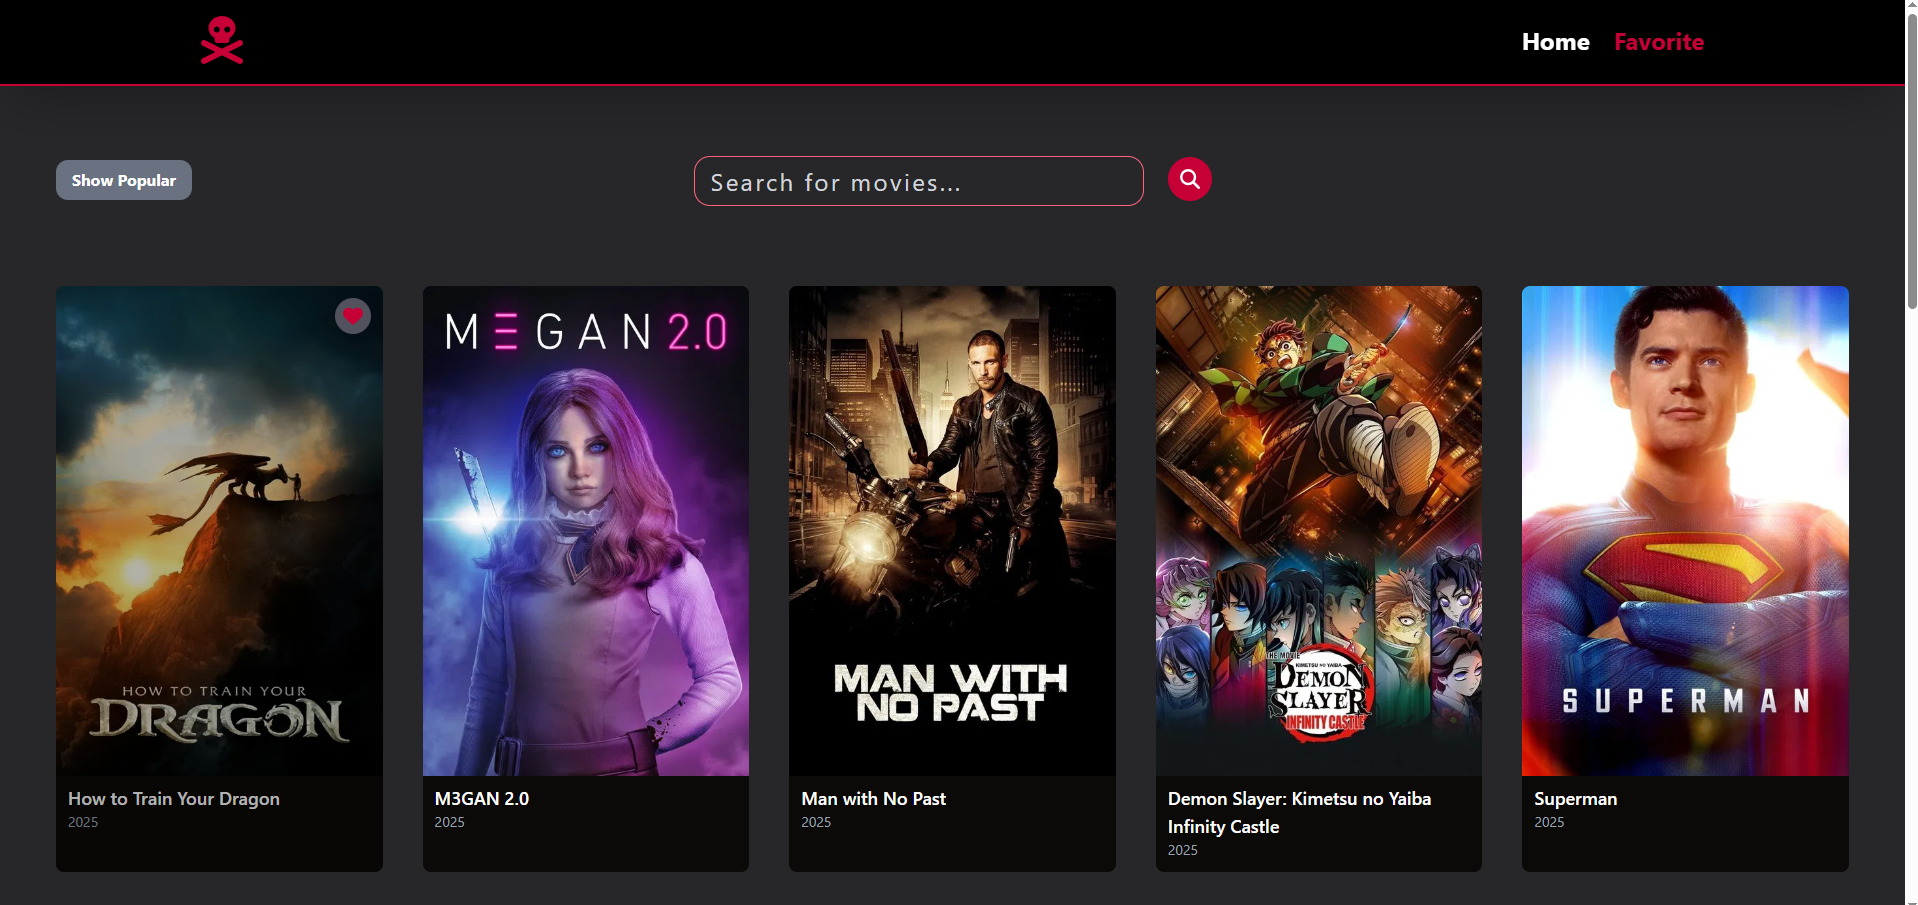 Home Favorite
Show Popular
Search for movies...
MΞGAN 2.0
HOW TO TRAIN YOUR
DRAGON
MAN WITH
NO PAST
THE MOVIE
KIMETSU NO YAIBA
DEMON
SLAYER
INFINITY CASTLE
SUPERMAN
How to Train Your Dragon
2025
M3GAN 2.0
2025
Man with No Past
2025
Demon Slayer: Kimetsu no Yaiba
Infinity Castle
2025
Superman
2025